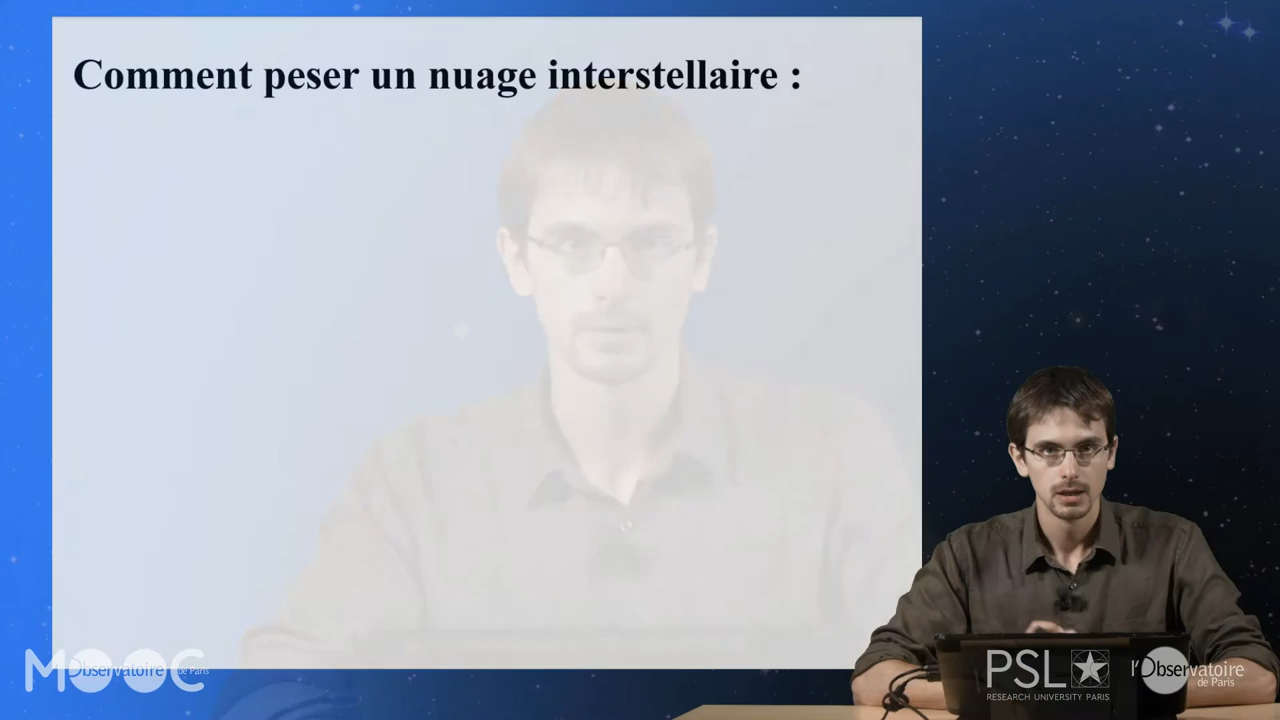 Comment peser un nuage interstellaire :
MOOC
Observatoire de Paris
PSL
RESEARCH UNIVERSITY PARIS
l'Observatoire
de Paris